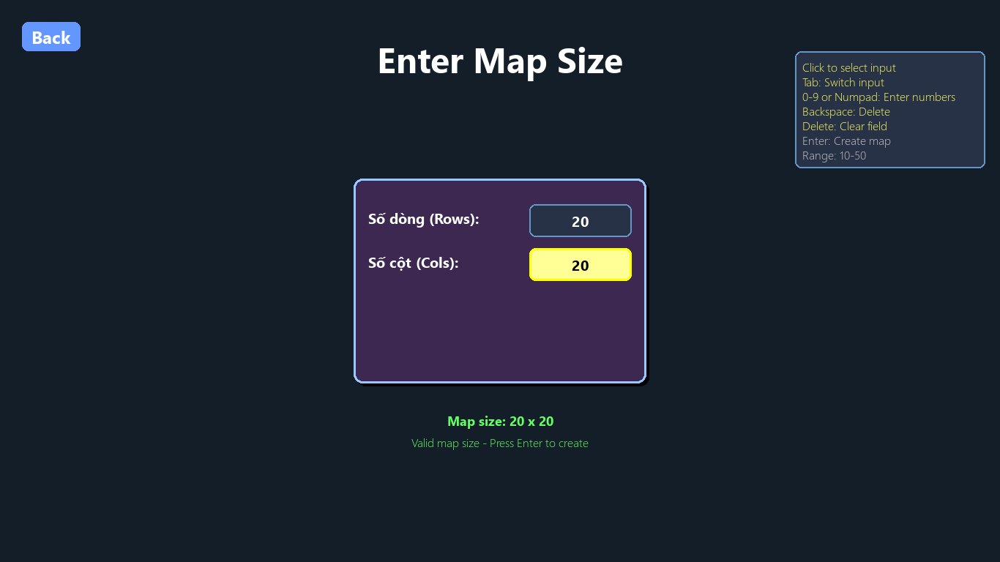 Back
Enter Map Size
Click to select input
Tab: Switch input
0-9 or Numpad: Enter numbers
Backspace: Delete
Delete: Clear field
Enter: Create map
Range: 10-50
Số dòng (Rows): 20
Số cột (Cols): 20
Map size: 20 x 20
Valid map size - Press Enter to create